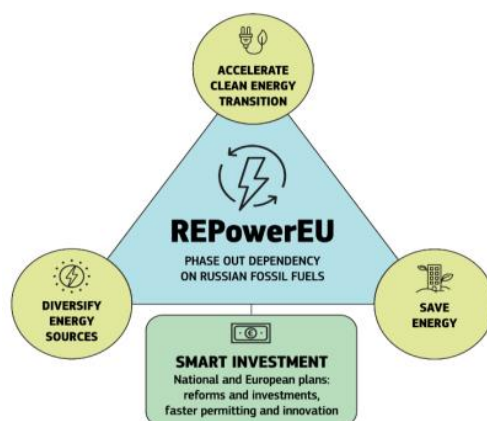 ACCELERATE
CLEAN ENERGY
TRANSITION
REPowerEU
PHASE OUT DEPENDENCY
ON RUSSIAN FOSSIL FUELS
DIVERSIFY
ENERGY
SOURCES
SAVE
ENERGY
€
SMART INVESTMENT
National and European plans:
reforms and investments,
faster permitting and innovation